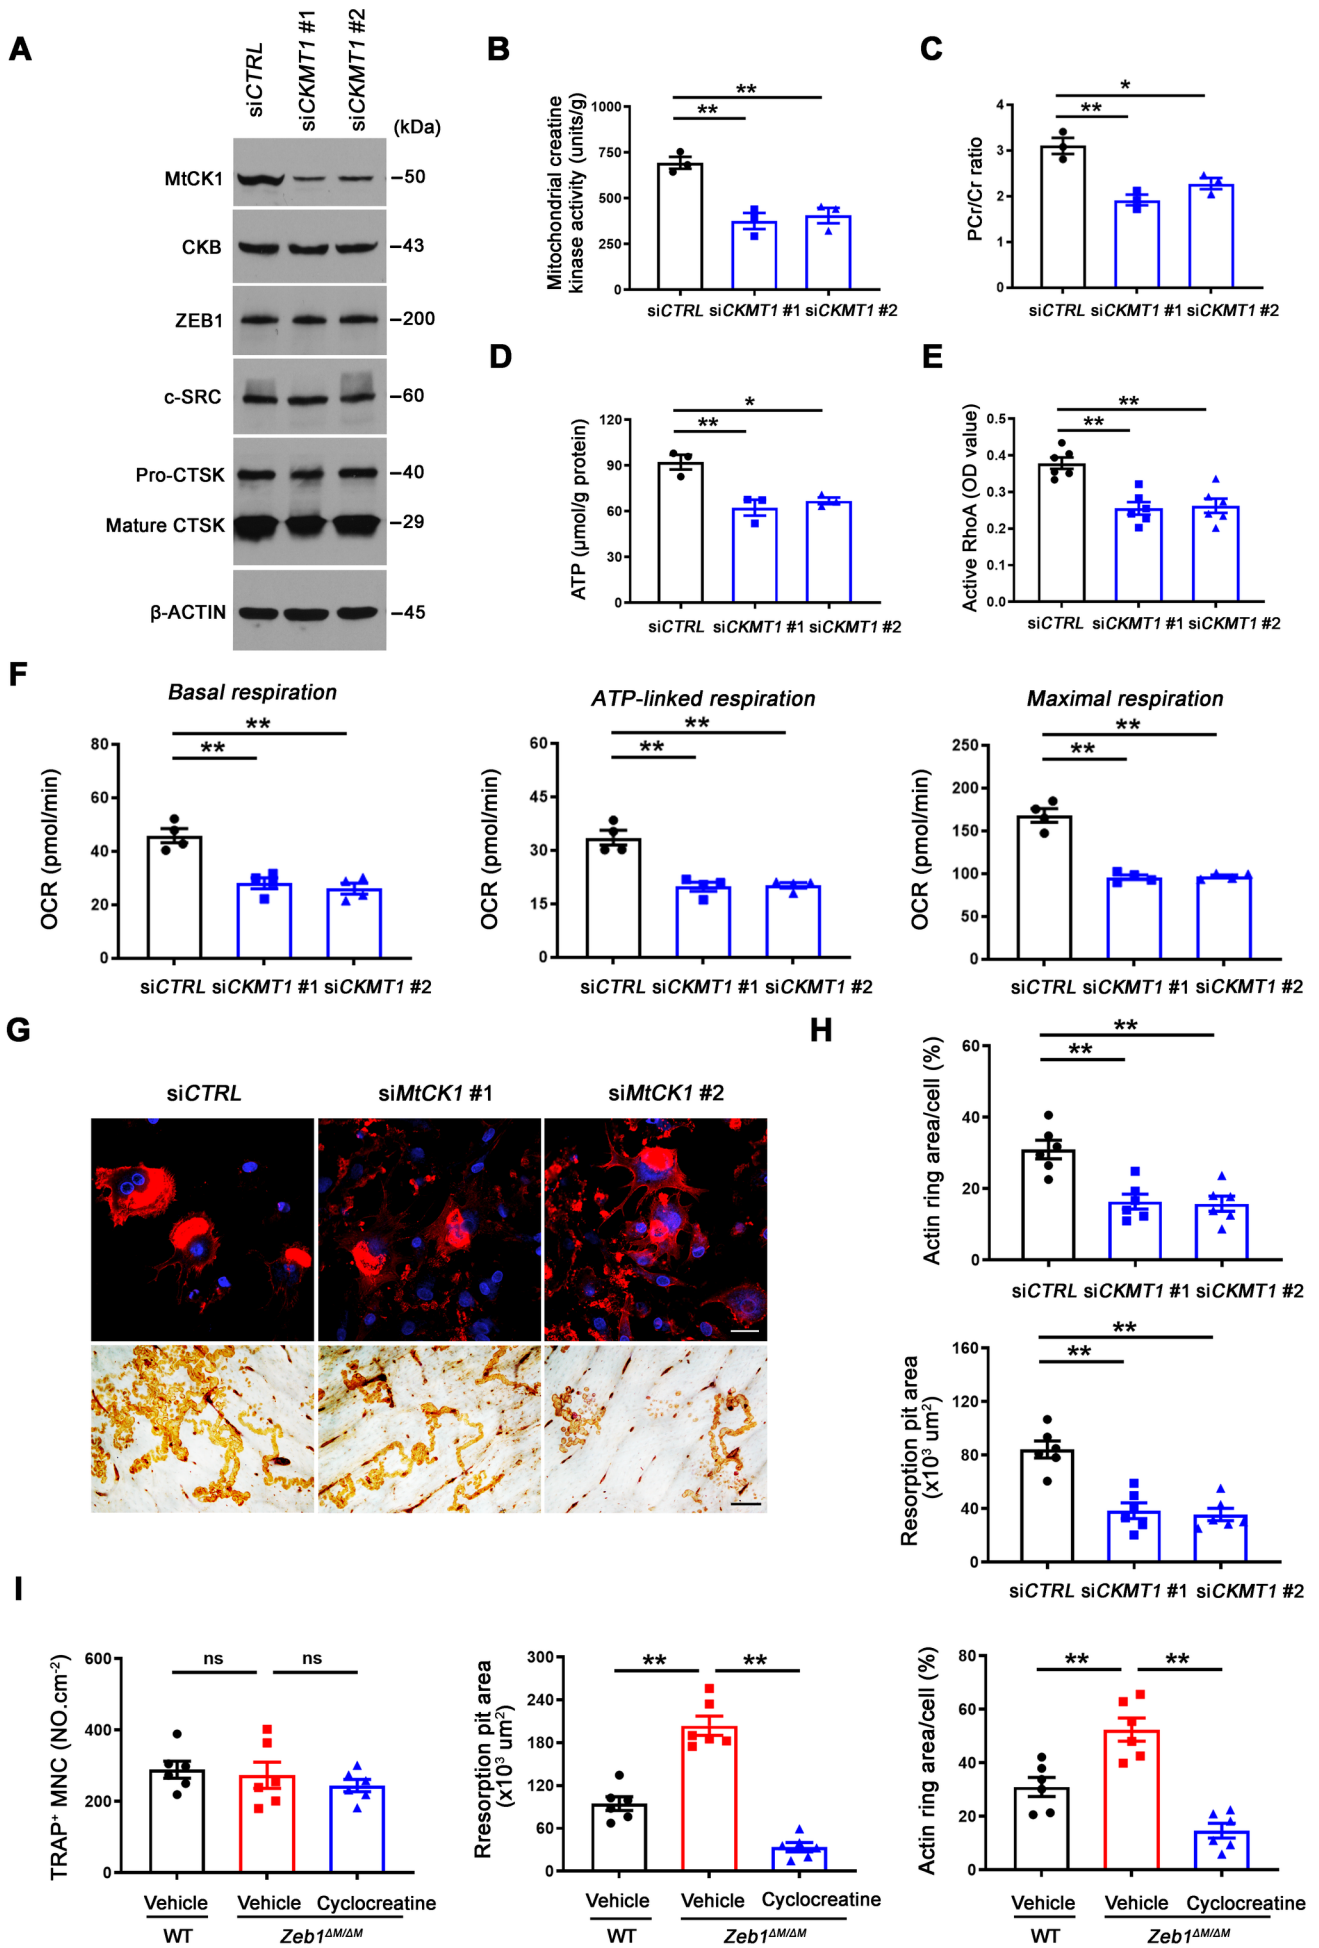 A
siCTRL
siCKMT1 #1
siCKMT1 #2
(kDa)
MtCK1
–50
CKB
–43
ZEB1
–200
c-SRC
–60
Pro-CTSK
–40
Mature CTSK
–29
β-ACTIN
–45
B
Mitochondrial creatine
kinase activity (units/g)
1000
750
500
250
0
**
**
siCTRL siCKMT1 #1 siCKMT1 #2
C
PCr/Cr ratio
4
3
2
1
0
*
**
siCTRL siCKMT1 #1 siCKMT1 #2
D
ATP (μmol/g protein)
120
90
60
30
0
*
**
siCTRL siCKMT1 #1 siCKMT1 #2
E
Active RhoA (OD value)
0.5
0.4
0.3
0.2
0.1
0.0
**
**
siCTRL siCKMT1 #1 siCKMT1 #2
F
Basal respiration
OCR (pmol/min)
80
60
40
20
0
**
**
siCTRL siCKMT1 #1 siCKMT1 #2
ATP-linked respiration
OCR (pmol/min)
60
45
30
15
0
**
**
siCTRL siCKMT1 #1 siCKMT1 #2
Maximal respiration
OCR (pmol/min)
250
200
150
100
50
0
**
**
siCTRL siCKMT1 #1 siCKMT1 #2
G
siCTRL
siMtCK1 #1
siMtCK1 #2
H
Actin ring area/cell (%)
60
40
20
0
**
**
siCTRL siCKMT1 #1 siCKMT1 #2
Resorption pit area
(x10³ um²)
160
120
80
40
0
**
**
siCTRL siCKMT1 #1 siCKMT1 #2
I
TRAP⁺ MNC (NO.cm⁻²)
600
400
200
0
ns
ns
Vehicle Vehicle Cyclocreatine
WT Zeb1ΔM/ΔM
Rresorption pit area
(x10³ um²)
300
240
180
120
60
0
**
**
Vehicle Vehicle Cyclocreatine
WT Zeb1ΔM/ΔM
Actin ring area/cell (%)
80
60
40
20
0
**
**
Vehicle Vehicle Cyclocreatine
WT Zeb1ΔM/ΔM